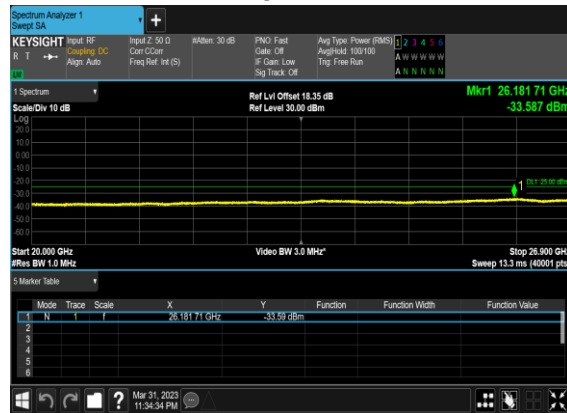 Spectrum Analyzer 1
Swept SA
+
KEYSIGHT Input: RF Input Z: 50 Ω #Atten: 30 dB PNO: Fast Avg Type: Power (RMS) 1 2 3 4 5 6
R T Coupling: DC Corr CCorr Gate: Off Avg|Hold: 100/100 A W W W W W
Align: Auto Freq Ref: Int (S) IF Gain: Low Trig: Free Run
LW Sig Track: Off A N N N N N
1 Spectrum Ref Lvl Offset 18.35 dB Mkr1 26.181 71 GHz
Scale/Div 10 dB Ref Level 30.00 dBm -33.587 dBm
Log
20.0
10.0
0.00
-10.0
-20.0
1 DL1 -25.00 dBm
-30.0
-40.0
-50.0
-60.0
Start 20.000 GHz Video BW 3.0 MHz* Stop 26.900 GHz
#Res BW 1.0 MHz Sweep 13.3 ms (40001 pts
5 Marker Table
Mode Trace Scale X Y Function Function Width Function Value
1 N 1 f 26.181 71 GHz -33.59 dBm
2
3
4
5
6
? Mar 31, 2023
11:34:34 PM